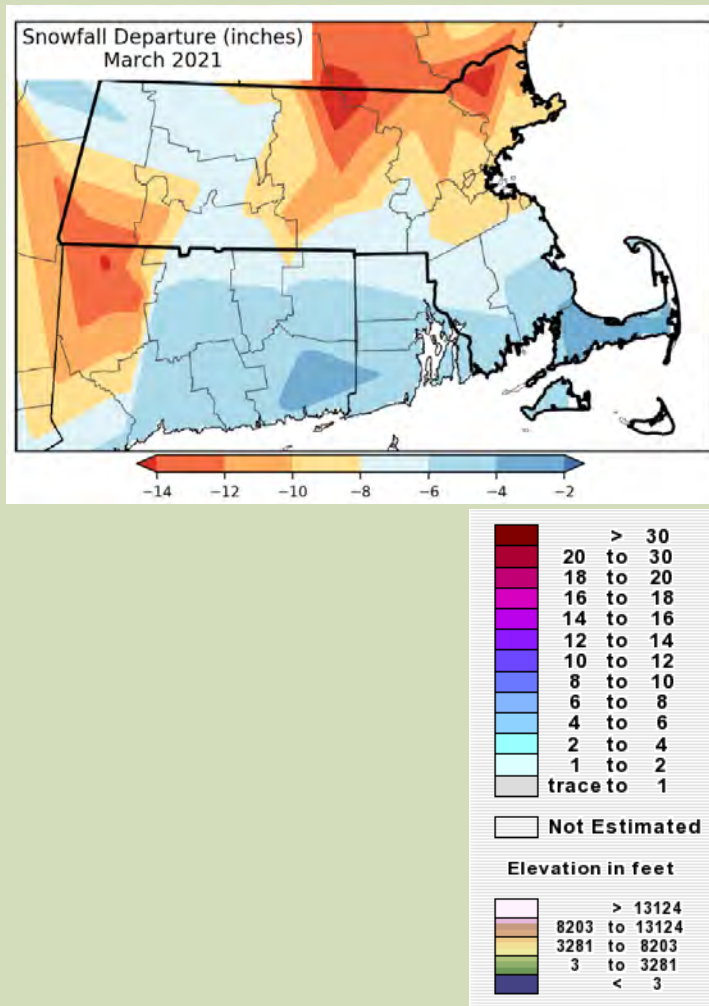 Snowfall Departure (inches)
March 2021
−14 −12 −10 −8 −6 −4 −2
> 30
20 to 30
18 to 20
16 to 18
14 to 16
12 to 14
10 to 12
8 to 10
6 to 8
4 to 6
2 to 4
1 to 2
trace to 1
Not Estimated
Elevation in feet
> 13124
8203 to 13124
3281 to 8203
3 to 3281
< 3